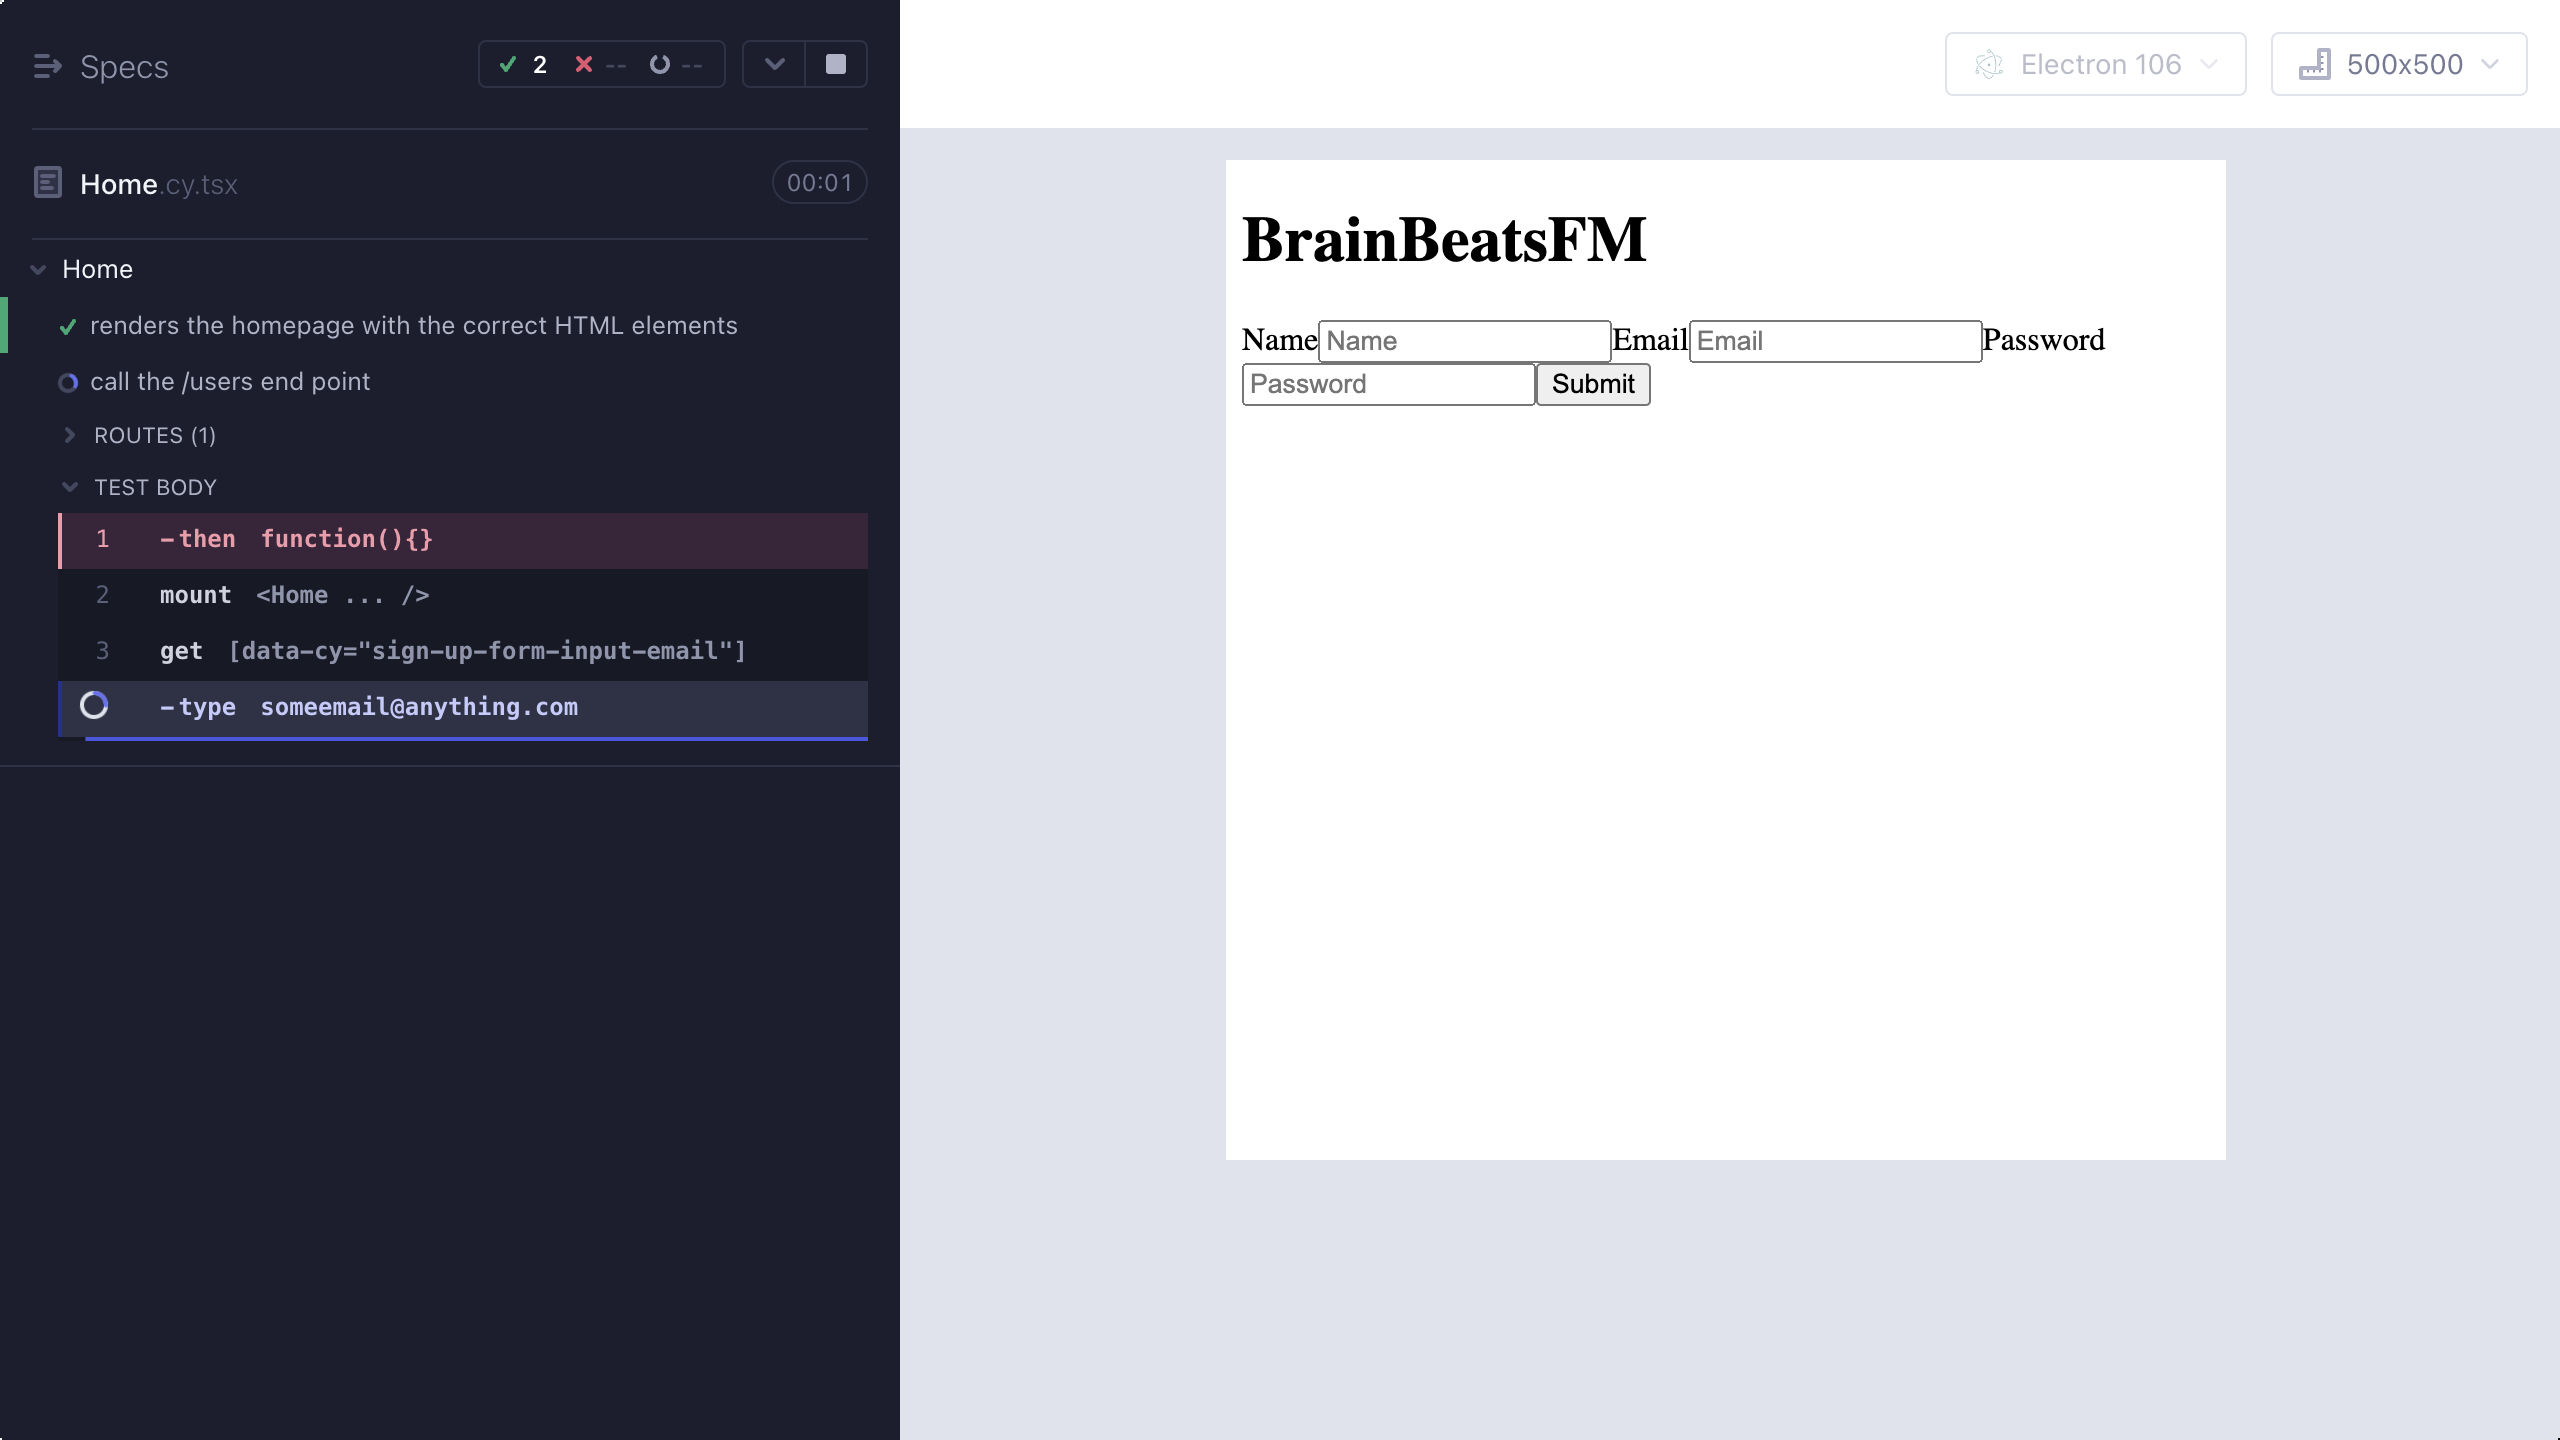 Specs
2 -- --
Electron 106
500x500
Home.cy.tsx
00:01
Home
renders the homepage with the correct HTML elements
call the /users end point
ROUTES (1)
TEST BODY
1 -then function(){}
2 mount <Home ... />
3 get [data-cy="sign-up-form-input-email"]
-type someemail@anything.com
BrainBeatsFM
Name Name Email Email Password
Password Submit